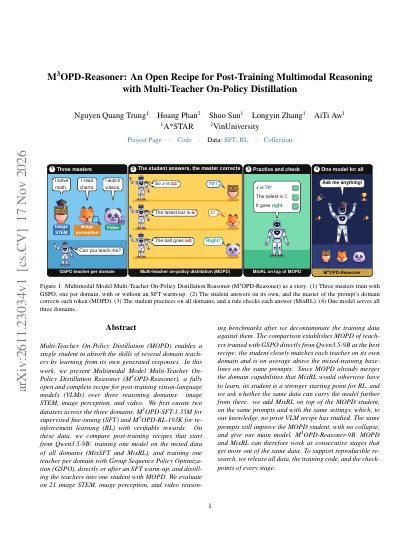 M³OPD-Reasoner: An Open Recipe for Post-Training Multimodal Reasoning
with Multi-Teacher On-Policy Distillation
Nguyen Quang Trung¹ Hoang Phan² Shuo Sun¹ Longyin Zhang¹ AiTi Aw¹
¹A*STAR ²VinUniversity
Project Page · Code · Data: SFT, RL · Collection
arXiv:2611.23034v1 [cs.CV] 17 Nov 2026
1 Three masters
I solve math.
I read charts.
I watch videos.
Image STEM
Image perception
Video
Can you teach me?
GSPO teacher per domain
2 The student answers, the master corrects
So x is
70°!
The tallest bar is
C
The ball goes
Right!
Multi-teacher on-policy distillation (MOPD)
3 Practice and check
x is 70°
The tallest is C
It goes right
MixRL on top of MOPD
4 One model for all
Ask me anything!
M³OPD-Reasoner
Figure 1. Multimodal Model Multi-Teacher On-Policy Distillation Reasoner (M³OPD-Reasoner) as a story. (1) Three masters train with
GSPO, one per domain, with or without an SFT warm-up. (2) The student answers on its own, and the master of the prompt's domain
corrects each token (MOPD). (3) The student practices on all domains, and a rule checks each answer (MixRL). (4) One model serves all
three domains.
Abstract
Multi-Teacher On-Policy Distillation (MOPD) enables a
single student to absorb the skills of several domain teach-
ers by learning from its own generated responses. In this
work, we present Multimodal Model Multi-Teacher On-Policy
Distillation Reasoner (M³OPD-Reasoner), a fully
open and complete recipe for post-training vision-language
models (VLMs) over three reasoning domains: image
STEM, image perception, and video. We first curate two
datasets across the three domains, M³OPD-SFT-1.35M for
supervised fine-tuning (SFT) and M³OPD-RL-193K for re-
inforcement learning (RL) with verifiable rewards. On
these data, we compare post-training recipes that start
from Qwen3.5-9B: training one model on the mixed data
of all domains (MixSFT and MixRL), and training one
teacher per domain with Group Sequence Policy Optimiza-
tion (GSPO), directly or after an SFT warm-up, and distill-
ing the teachers into one student with MOPD. We evaluate
on 21 image STEM, image perception, and video reason-
ing benchmarks after we decontaminate the training data
against them. The comparison establishes MOPD of teach-
ers trained with GSPO directly from Qwen3.5-9B as the best
recipe: the student closely matches each teacher on its own
domain and is on average above the mixed-training base-
lines on the same prompts. Since MOPD already merges
the domain capabilities that MixRL would otherwise have
to learn, its student is a stronger starting point for RL, and
we ask whether the same data can carry the model further
from there: we add MixRL on top of the MOPD student,
on the same prompts and with the same settings, which, to
our knowledge, no prior VLM recipe has studied. The same
prompts still improve the MOPD student, with no collapse,
and give our main model, M³OPD-Reasoner-9B. MOPD
and MixRL can therefore work as consecutive stages that
get more out of the same data. To support reproducible
research, we release all data, the training code, and the check-
points of every stage.
1